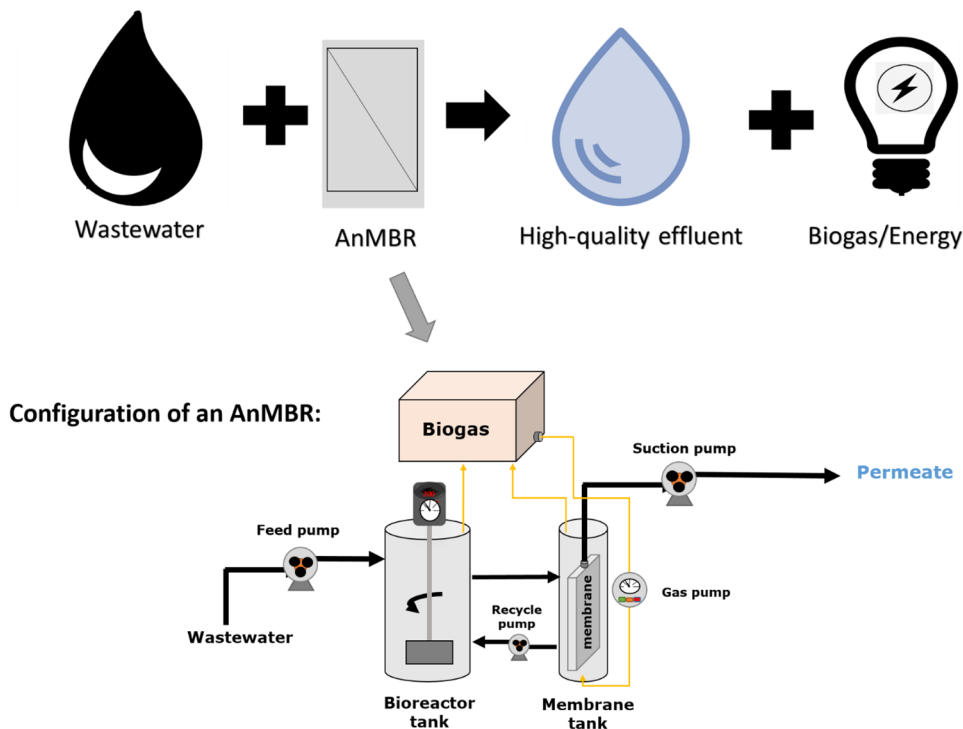 Wastewater
AnMBR
High-quality effluent
Biogas/Energy
Configuration of an AnMBR:
Biogas
Suction pump
Permeate
Feed pump
Gas pump
membrane
Recycle
pump
Wastewater
Bioreactor
tank
Membrane
tank